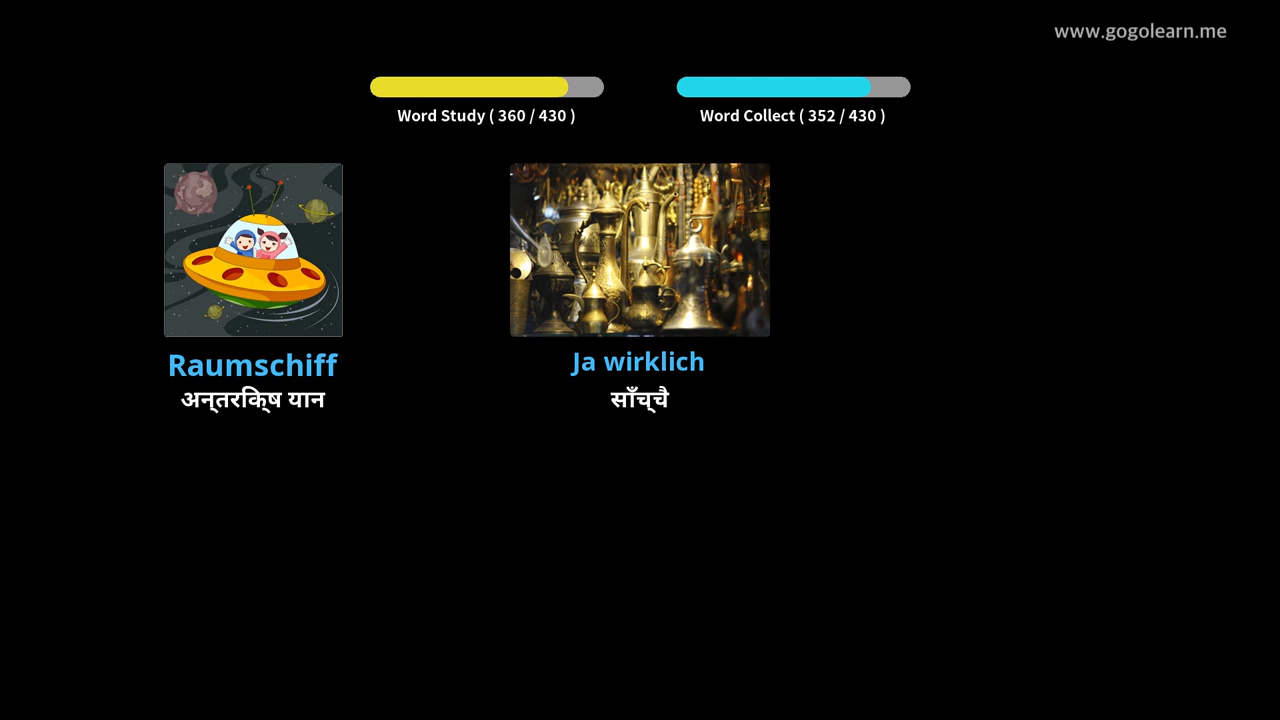 www.gogolearn.me
Word Study ( 360 / 430 )
Word Collect ( 352 / 430 )
Raumschiff
अन्तरिक्ष यान
Ja wirklich
साँच्चै